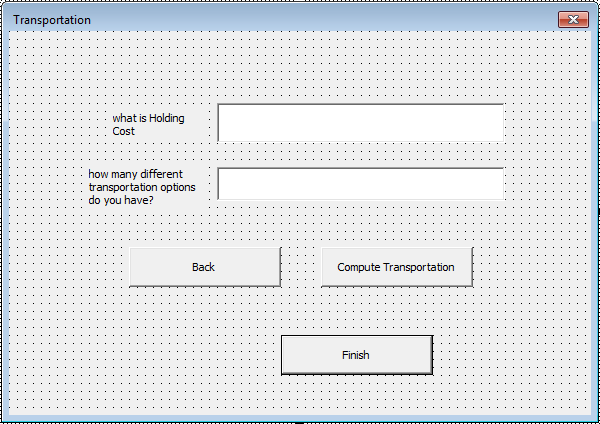 Transportation
what is Holding
Cost
how many different
transportation options
do you have?
Back
Compute Transportation
Finish